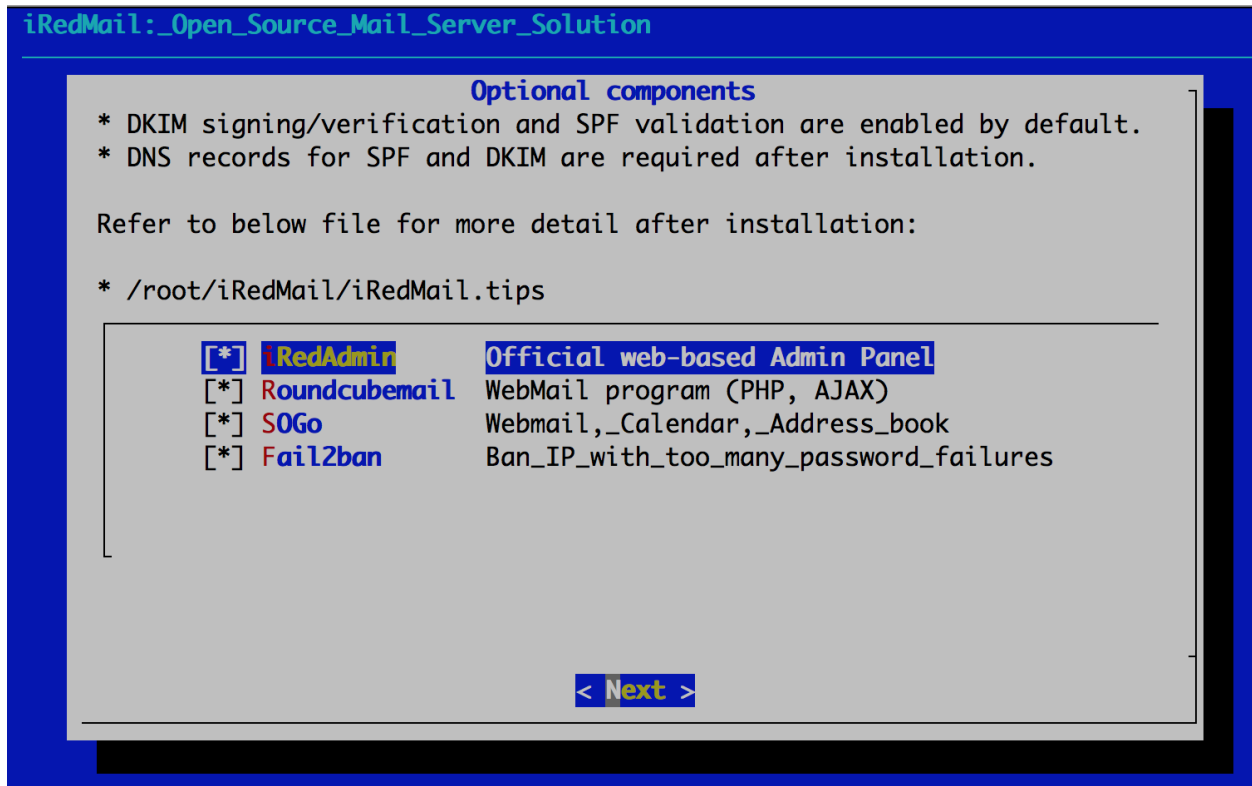 iRedMail:_Open_Source_Mail_Server_Solution
Optional components
* DKIM signing/verification and SPF validation are enabled by default.
* DNS records for SPF and DKIM are required after installation.
Refer to below file for more detail after installation:
* /root/iRedMail/iRedMail.tips
[*] iRedAdmin Official web-based Admin Panel
[*] Roundcubemail WebMail program (PHP, AJAX)
[*] SOGo Webmail,_Calendar,_Address_book
[*] Fail2ban Ban_IP_with_too_many_password_failures
< Next >